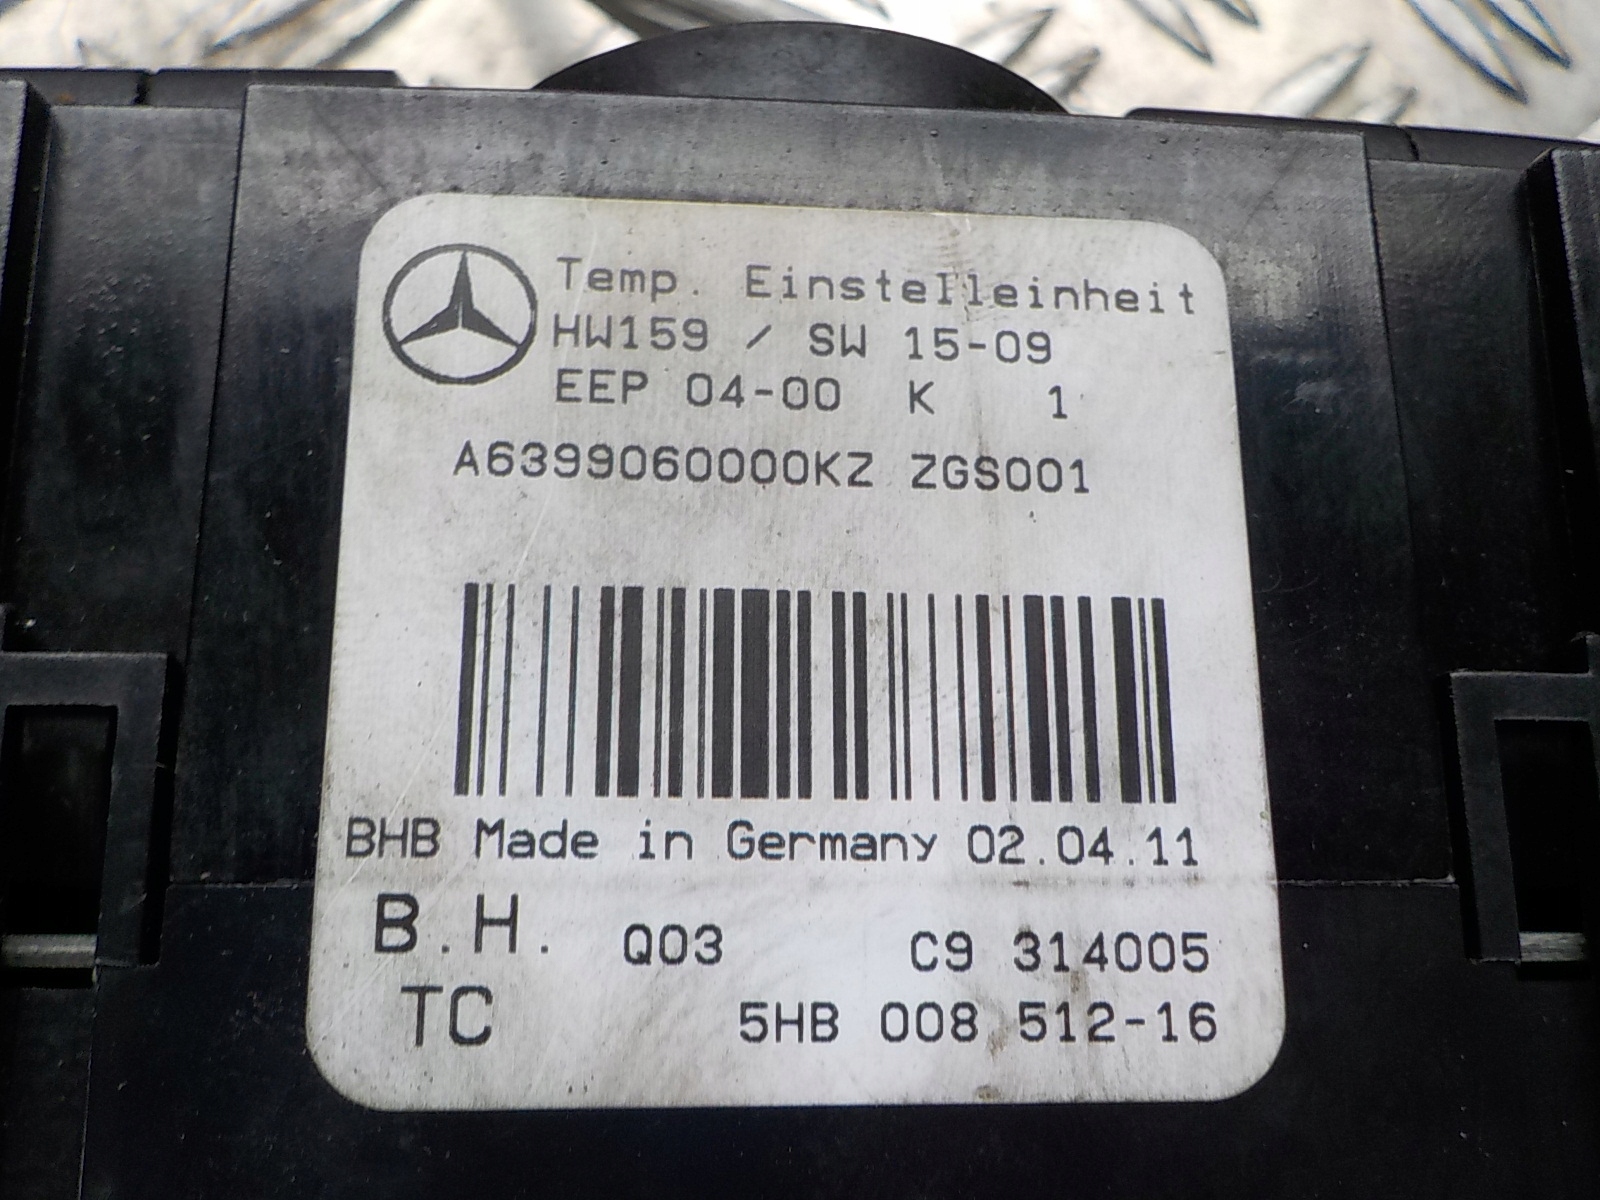 Temp. Einstelleinheit
HW159 / SW 15-09
EEP 04-00 K 1
A6399060000KZ ZGS001
BHB Made in Germany 02.04.11
B.H. Q03 C9 314005
TC 5HB 008 512-16